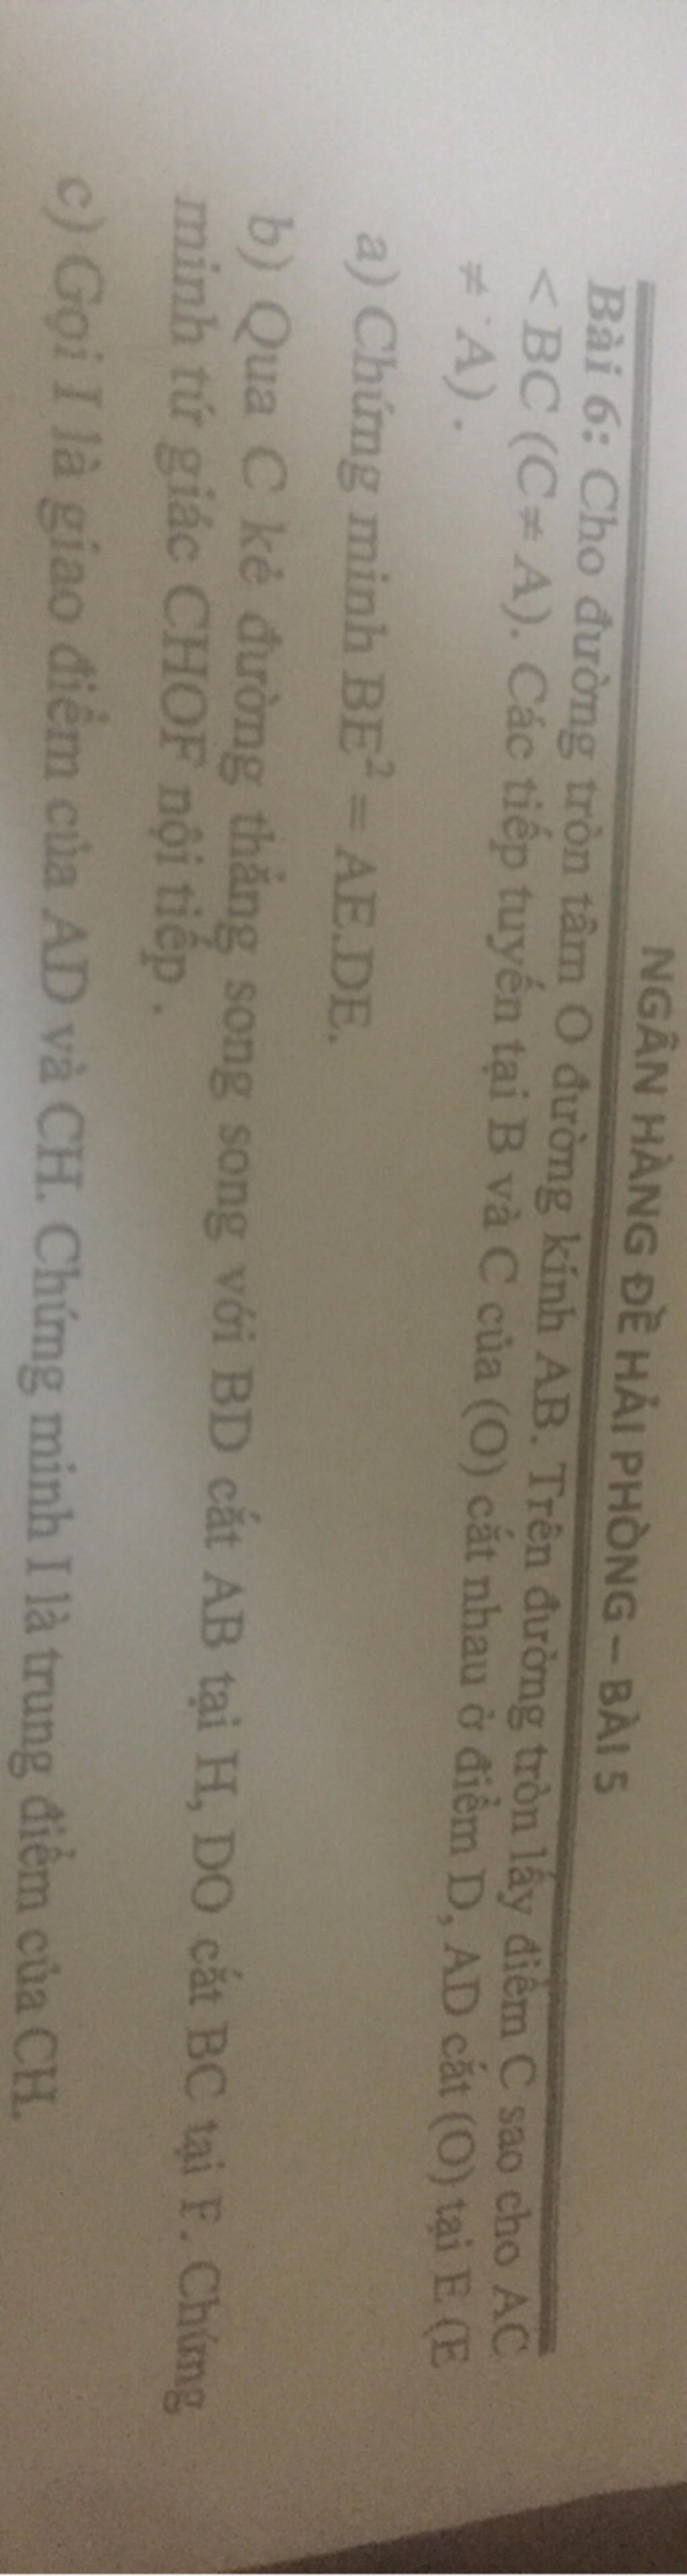 NGÂN HÀNG ĐỀ HẢI PHÒNG – BÀI 5
Bài 6: Cho đường tròn tâm O đường kính AB. Trên đường tròn lấy điểm C sao cho AC
< BC (C≠ A). Các tiếp tuyến tại B và C của (O) cắt nhau ở điểm D, AD cắt (O) tại E (E
≠ A) .
a) Chứng minh BE² = AE.DE.
b) Qua C kẻ đường thẳng song song với BD cắt AB tại H, DO cắt BC tại F. Chứng
minh tứ giác CHOF nội tiếp .
c) Gọi I là giao điểm của AD và CH. Chứng minh I là trung điểm của CH.